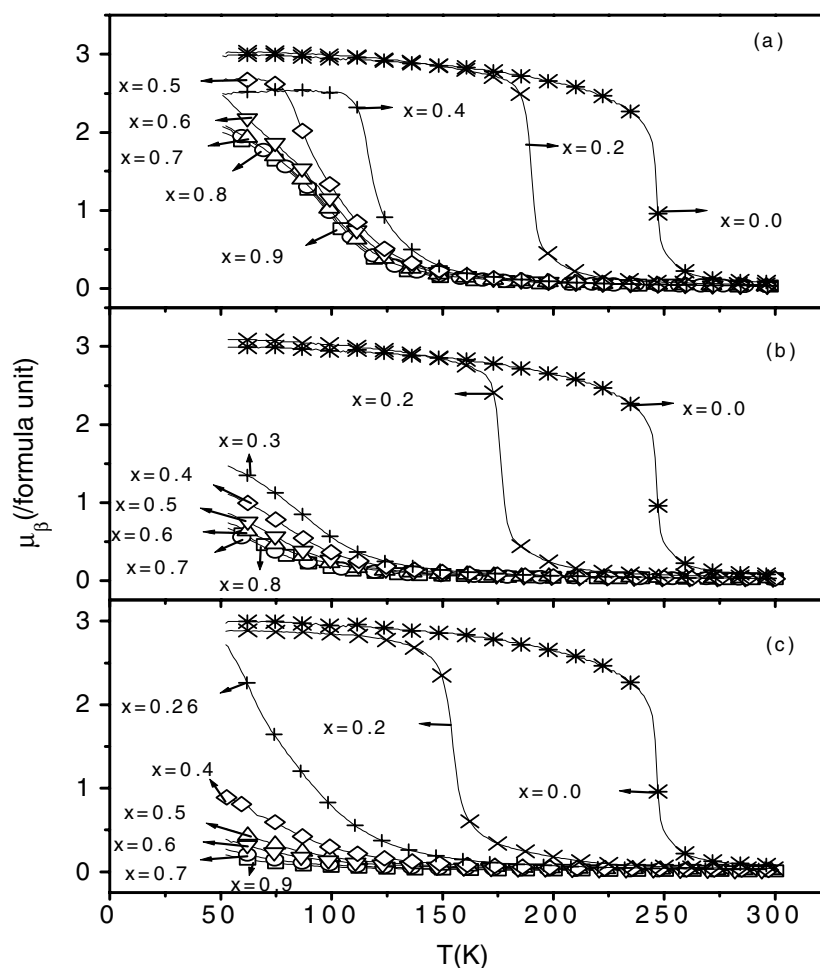 (a)
3
2
1
0
x=0.5
x=0.6
x=0.7
x=0.8
x=0.9
x=0.4
x=0.2
x=0.0
(b)
3
2
1
0
x=0.3
x=0.4
x=0.5
x=0.6
x=0.7
x=0.8
x=0.2
x=0.0
μβ(/formula unit)
(c)
3
2
1
0
x=0.26
x=0.4
x=0.5
x=0.6
x=0.7
x=0.9
x=0.2
x=0.0
0 50 100 150 200 250 300
T(K)